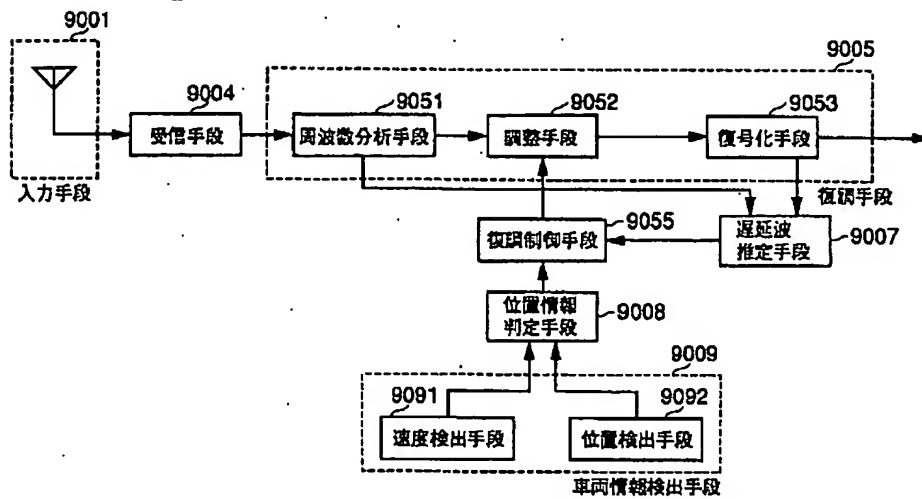 9001
9005
9004
9051
9052
9053
受信手段
周波数分析手段
調整手段
復号化手段
入力手段
復調手段
9055
復調制御手段
遅延波
推定手段
9007
位置情報
判定手段
9008
9009
9091
9092
速度検出手段
位置検出手段
車両情報検出手段